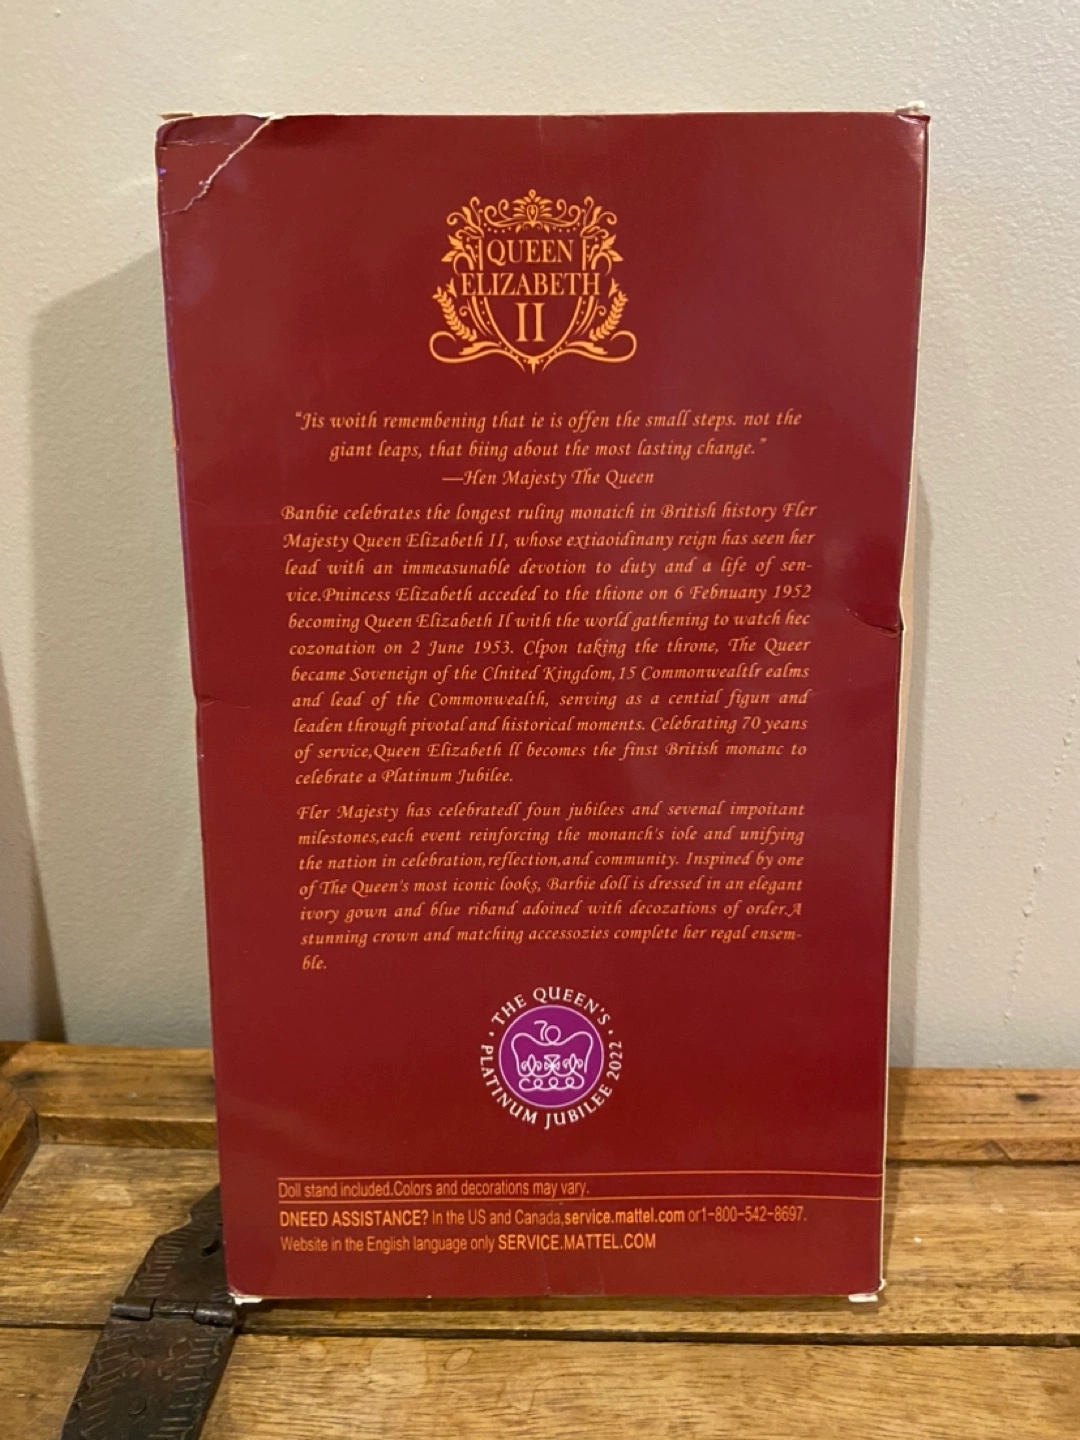 QUEEN
ELIZABETH
II
“Jis woith remembering that ie is offen the small steps. not the
giant leaps, that biing about the most lasting change.”
—Hen Majesty The Queen
Banbie celebrates the longest ruling monaich in British history Fler
Majesty Queen Elizabeth II, whose extiaoidinany reign has seen her
lead with an immeasunable devotion to duty and a life of sen-
vice.Pnincess Elizabeth acceded to the thione on 6 Febnuany 1952
becoming Queen Elizabeth II with the world gathening to watch hec
cozonation on 2 June 1953. Clpon taking the throne, The Queer
became Soveneign of the Clnited Kingdom,15 Commonwealtlr ealms
and lead of the Commonwealth, senving as a cential figun and
leaden through pivotal and historical moments. Celebrating 70 yeans
of service,Queen Elizabeth ll becomes the finst British monanc to
celebrate a Platinum Jubilee.
Fler Majesty has celebratedl foun jubilees and sevenal impoitant
milestones,each event reinforcing the monanch's iole and unifying
the nation in celebration,reflection,and community. Inspined by one
of The Queen's most iconic looks, Barbie doll is dressed in an elegant
ivory gown and blue riband adoined with decozations of order.A
stunning crown and matching accessozies complete her regal ensem-
ble.
THE QUEEN'S
70
PLATINUM JUBILEE 2022
Doll stand included.Colors and decorations may vary.
DNEED ASSISTANCE? In the US and Canada,service.mattel.com or1-800-542-8697.
Website in the English language only SERVICE.MATTEL.COM